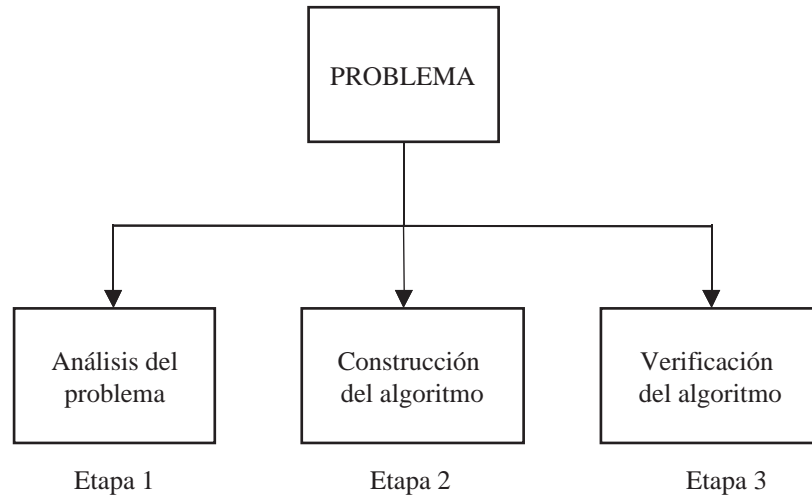 PROBLEMA
Análisis del
problema
Construcción
del algoritmo
Verificación
del algoritmo
Etapa 1
Etapa 2
Etapa 3